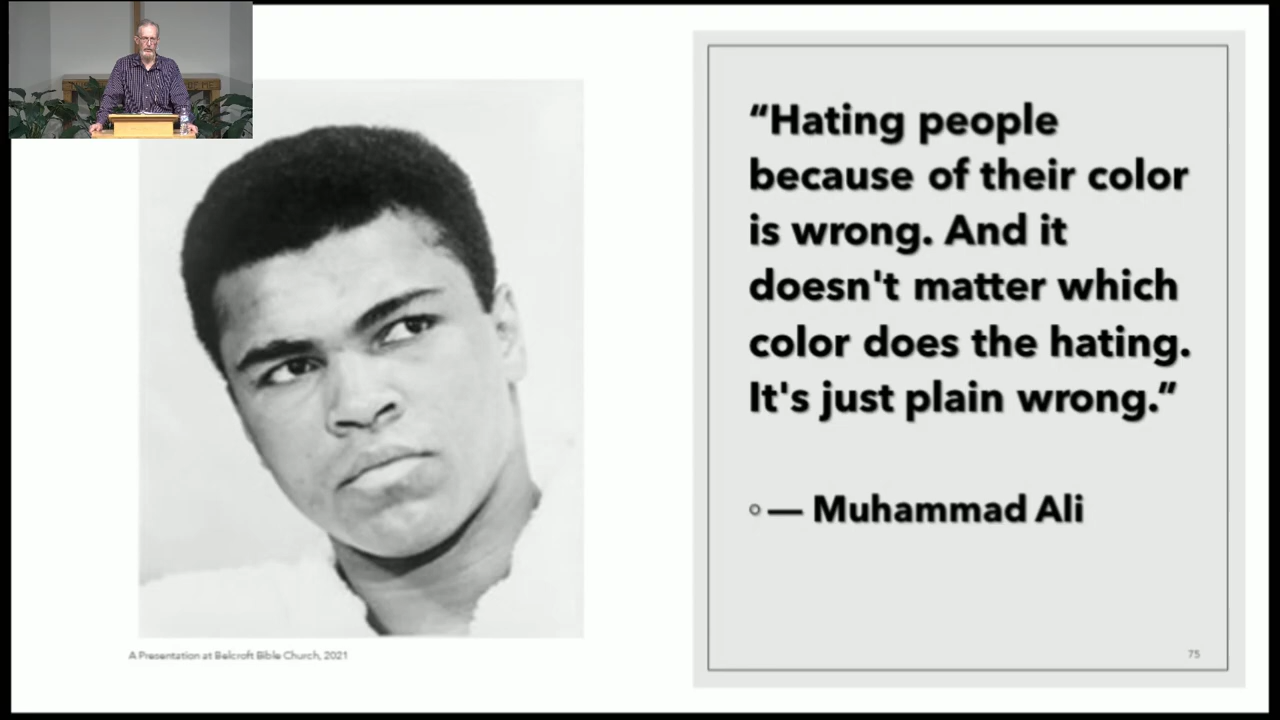 “Hating people
because of their color
is wrong. And it
doesn't matter which
color does the hating.
It's just plain wrong.”
◦— Muhammad Ali
A Presentation at Belcroft Bible Church, 2021
75